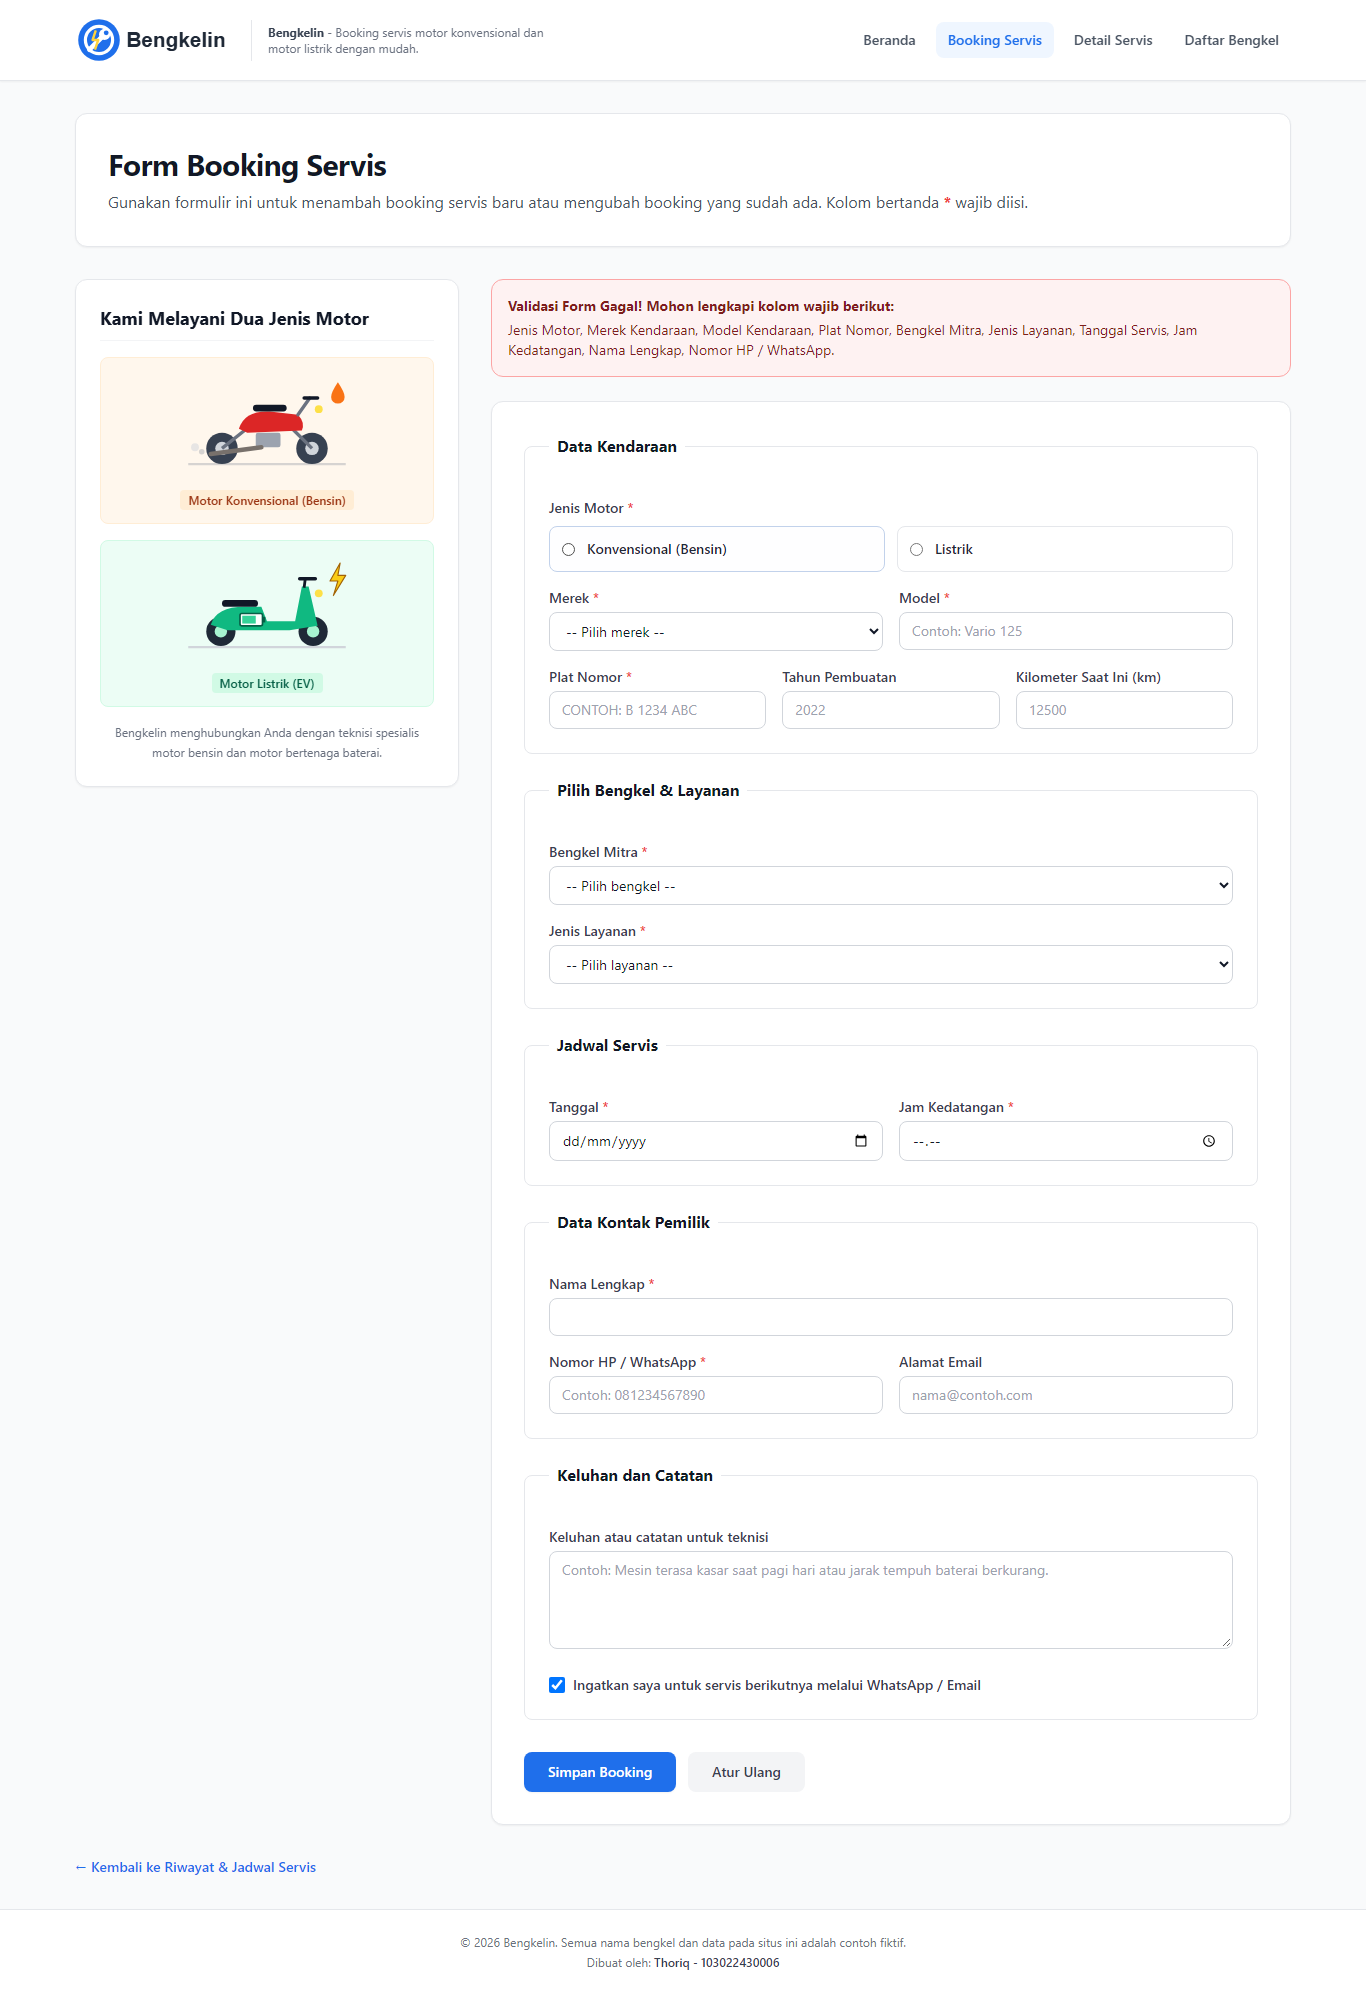 Bengkelin
Bengkelin - Booking servis motor konvensional dan
motor listrik dengan mudah.
Beranda
Booking Servis
Detail Servis
Daftar Bengkel
Form Booking Servis
Gunakan formulir ini untuk menambah booking servis baru atau mengubah booking yang sudah ada. Kolom bertanda * wajib diisi.
Kami Melayani Dua Jenis Motor
Motor Konvensional (Bensin)
Motor Listrik (EV)
Bengkelin menghubungkan Anda dengan teknisi spesialis
motor bensin dan motor bertenaga baterai.
Validasi Form Gagal! Mohon lengkapi kolom wajib berikut:
Jenis Motor, Merek Kendaraan, Model Kendaraan, Plat Nomor, Bengkel Mitra, Jenis Layanan, Tanggal Servis, Jam
Kedatangan, Nama Lengkap, Nomor HP / WhatsApp.
Data Kendaraan
Jenis Motor *
Konvensional (Bensin)
Listrik
Merek *
Model *
-- Pilih merek --
Contoh: Vario 125
Plat Nomor *
Tahun Pembuatan
Kilometer Saat Ini (km)
CONTOH: B 1234 ABC
2022
12500
Pilih Bengkel & Layanan
Bengkel Mitra *
-- Pilih bengkel --
Jenis Layanan *
-- Pilih layanan --
Jadwal Servis
Tanggal *
Jam Kedatangan *
dd/mm/yyyy
--.--
Data Kontak Pemilik
Nama Lengkap *
Nomor HP / WhatsApp *
Alamat Email
Contoh: 081234567890
nama@contoh.com
Keluhan dan Catatan
Keluhan atau catatan untuk teknisi
Contoh: Mesin terasa kasar saat pagi hari atau jarak tempuh baterai berkurang.
Ingatkan saya untuk servis berikutnya melalui WhatsApp / Email
Simpan Booking
Atur Ulang
← Kembali ke Riwayat & Jadwal Servis
© 2026 Bengkelin. Semua nama bengkel dan data pada situs ini adalah contoh fiktif.
Dibuat oleh: Thoriq - 103022430006